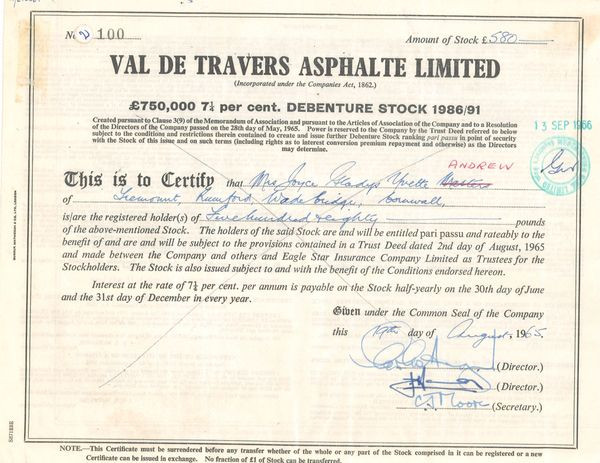 No. 2 100
Amount of Stock £580
VAL DE TRAVERS ASPHALTE LIMITED
(Incorporated under the Companies Act, 1862.)
£750,000 7¼ per cent. DEBENTURE STOCK 1986/91
Created pursuant to Clause 3(9) of the Memorandum of Association and pursuant to the Articles of Association of the Company and to a Resolution
of the Directors of the Company passed on the 28th day of May, 1965. Power is reserved to the Company by the Trust Deed referred to below
subject to the conditions and restrictions therein contained to create and issue further Debenture Stock ranking pari passu in point of security
with the Stock of this issue and on such terms (including rights as to interest conversion premium repayment and otherwise) as the Directors
may determine.
13 SEP 1966
ANDREW
This is to Certify that Mrs Joyce Gladys Yvette
of Tremount, Rumford, Wadebridge, Cornwall,
is/are the registered holder(s) of Five hundred & eighty pounds
of the above-mentioned Stock. The holders of the said Stock are and will be entitled pari passu and rateably to the
benefit of and are and will be subject to the provisions contained in a Trust Deed dated 2nd day of August, 1965
and made between the Company and others and Eagle Star Insurance Company Limited as Trustees for the
Stockholders. The Stock is also issued subject to and with the benefit of the Conditions endorsed hereon.
Interest at the rate of 7¼ per cent. per annum is payable on the Stock half-yearly on the 30th day of June
and the 31st day of December in every year.
Given under the Common Seal of the Company
this 19th day of August, 1965.
(Director.)
(Director.)
C J Moore (Secretary.)
NOTE.—This Certificate must be surrendered before any transfer whether of the whole or any part of the Stock comprised in it can be registered or a new
Certificate can be issued in exchange. No fraction of £1 of Stock can be transferred.